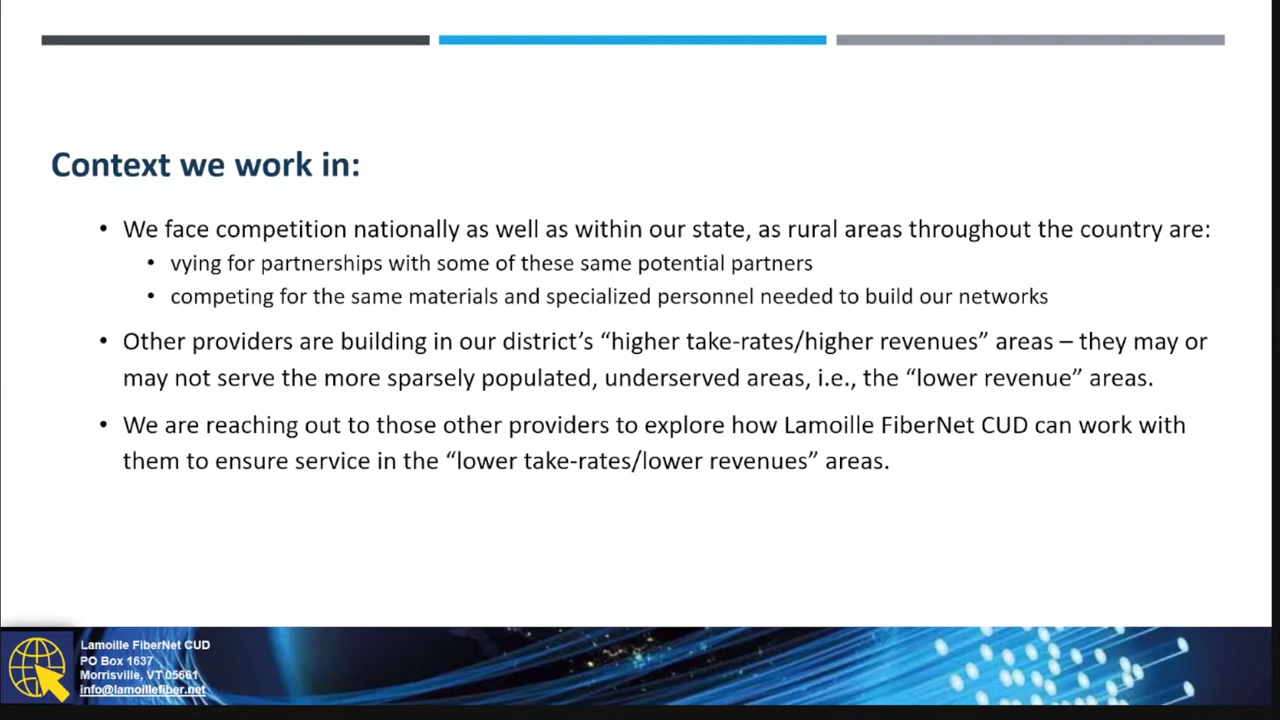 Context we work in:
• We face competition nationally as well as within our state, as rural areas throughout the country are:
• vying for partnerships with some of these same potential partners
• competing for the same materials and specialized personnel needed to build our networks
• Other providers are building in our district’s “higher take-rates/higher revenues” areas – they may or
may not serve the more sparsely populated, underserved areas, i.e., the “lower revenue” areas.
• We are reaching out to those other providers to explore how Lamoille FiberNet CUD can work with
them to ensure service in the “lower take-rates/lower revenues” areas.
Lamoille FiberNet CUD
PO Box 1637
Morrisville, VT 05661
info@lamoillefiber.net